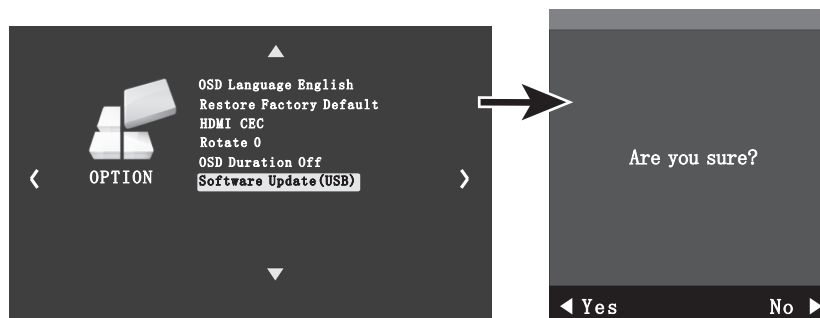 OSD Language English
Restore Factory Default
HDMI CEC
Rotate 0
OSD Duration Off
OPTION
Software Update(USB)
Are you sure?
Yes No